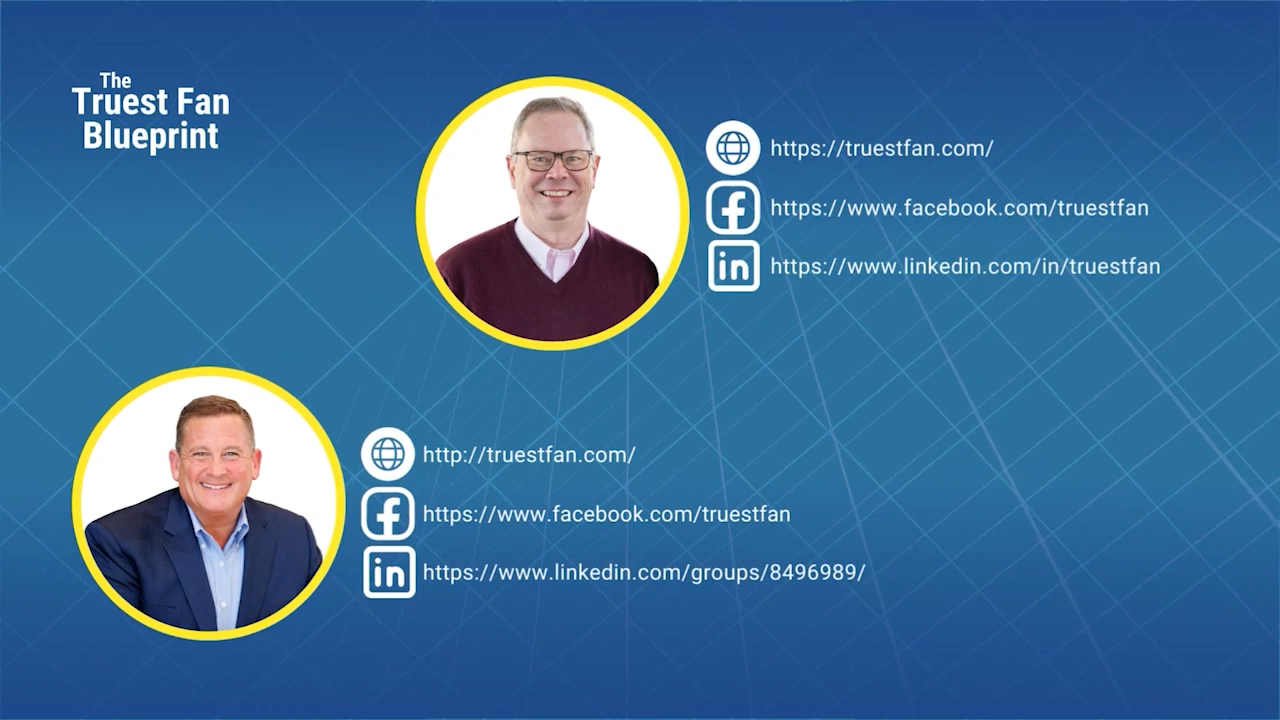 The
Truest Fan
Blueprint
https://truestfan.com/
https://www.facebook.com/truestfan
https://www.linkedin.com/in/truestfan
http://truestfan.com/
https://www.facebook.com/truestfan
https://www.linkedin.com/groups/8496989/